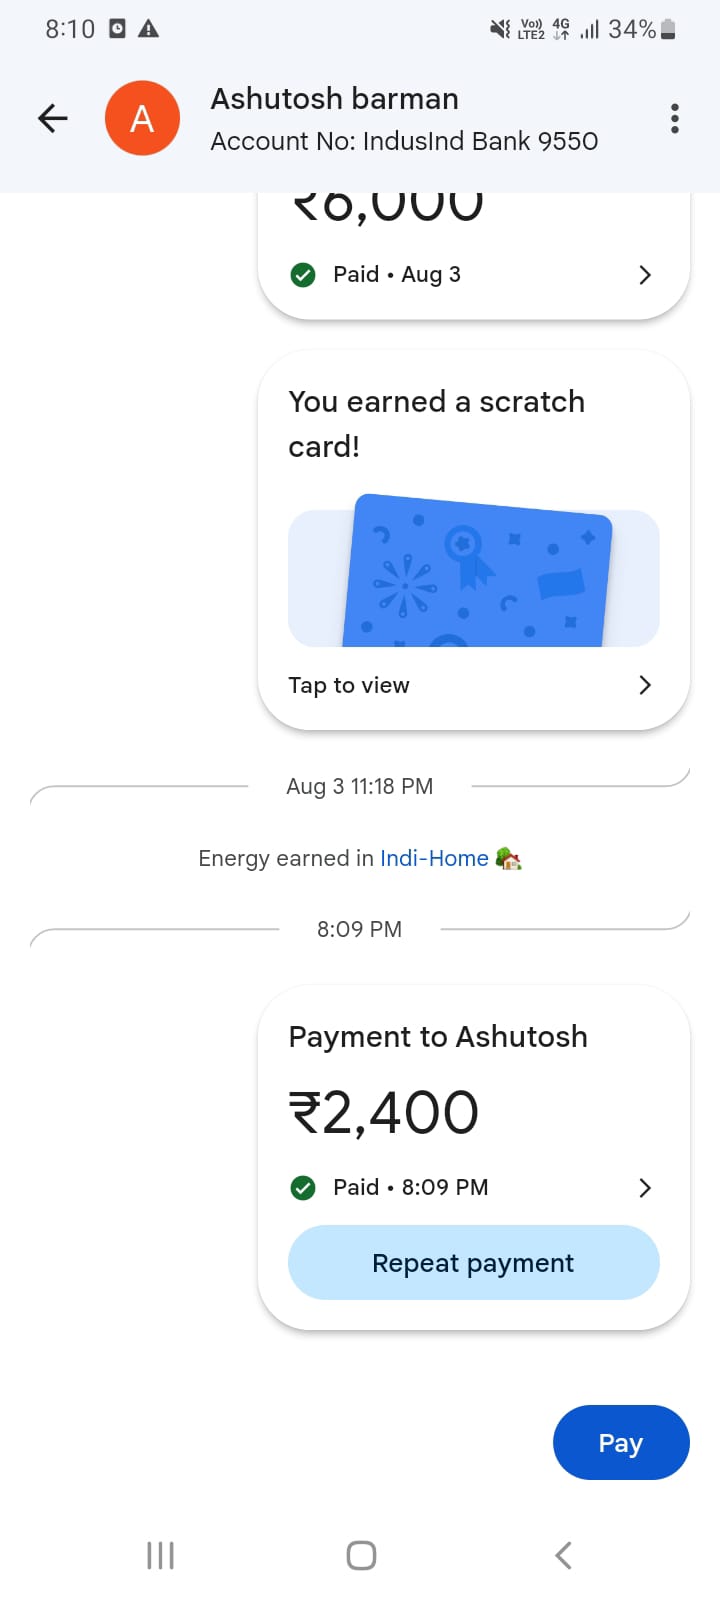 8:10 Vo)) LTE2 4G 34%
A
Ashutosh barman
Account No: IndusInd Bank 9550
₹6,000
Paid • Aug 3
You earned a scratch
card!
Tap to view
Aug 3 11:18 PM
Energy earned in Indi-Home 🏡
8:09 PM
Payment to Ashutosh
₹2,400
Paid • 8:09 PM
Repeat payment
Pay